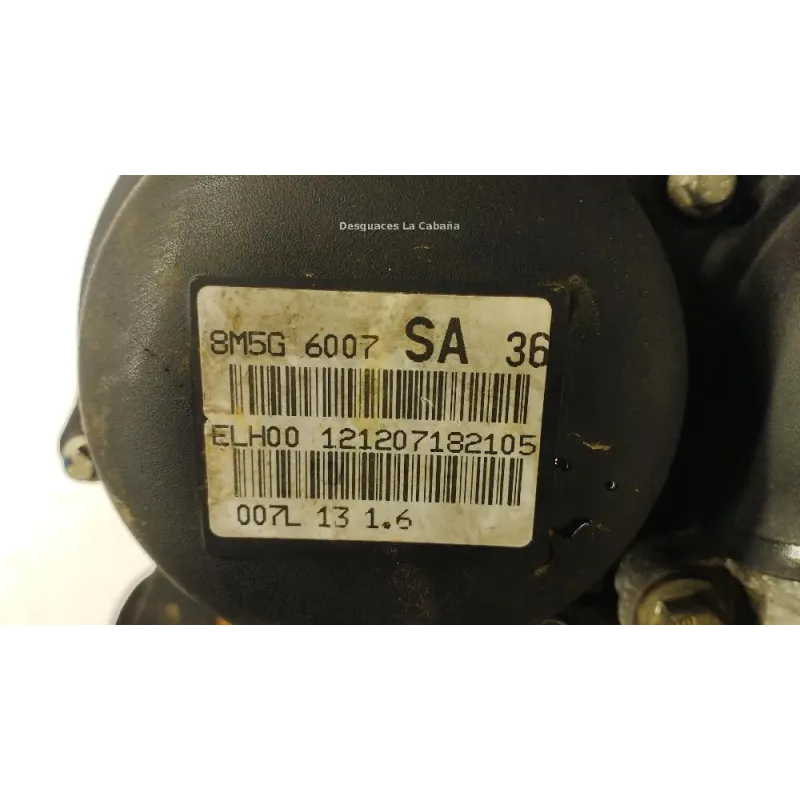 Desguaces La Cabaña
8M5G 6007 SA 36
ELH00 121207182105
007L 13 1.6